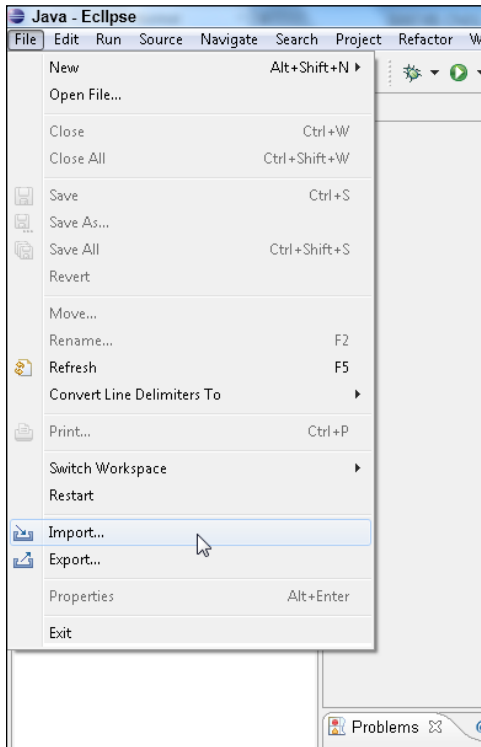 Java - Eclipse
File Edit Run Source Navigate Search Project Refactor
New Alt+Shift+N
Open File...
Close Ctrl+W
Close All Ctrl+Shift+W
Save Ctrl+S
Save As...
Save All Ctrl+Shift+S
Revert
Move...
Rename... F2
Refresh F5
Convert Line Delimiters To
Print... Ctrl+P
Switch Workspace
Restart
Import...
Export...
Properties Alt+Enter
Exit
Problems